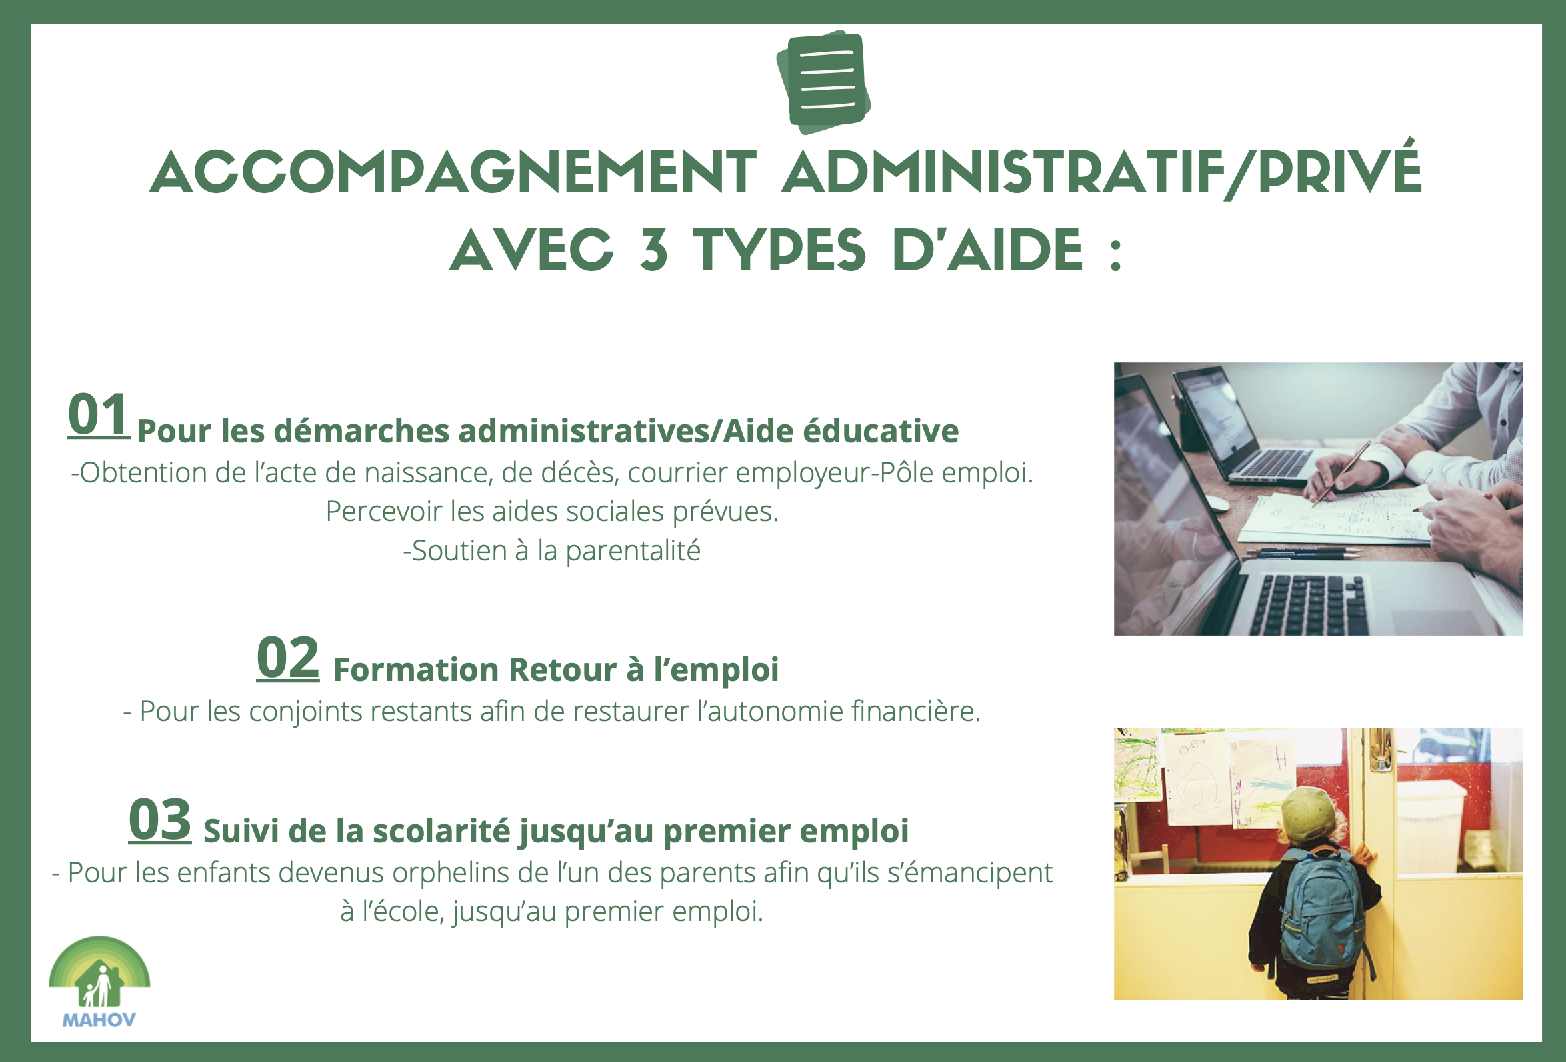 ACCOMPAGNEMENT ADMINISTRATIF/PRIVÉ
AVEC 3 TYPES D'AIDE :
01 Pour les démarches administratives/Aide éducative
-Obtention de l’acte de naissance, de décès, courrier employeur-Pôle emploi.
Percevoir les aides sociales prévues.
-Soutien à la parentalité
02 Formation Retour à l’emploi
- Pour les conjoints restants afin de restaurer l’autonomie financière.
03 Suivi de la scolarité jusqu’au premier emploi
- Pour les enfants devenus orphelins de l’un des parents afin qu’ils s’émancipent
à l’école, jusqu’au premier emploi.
MAHOV